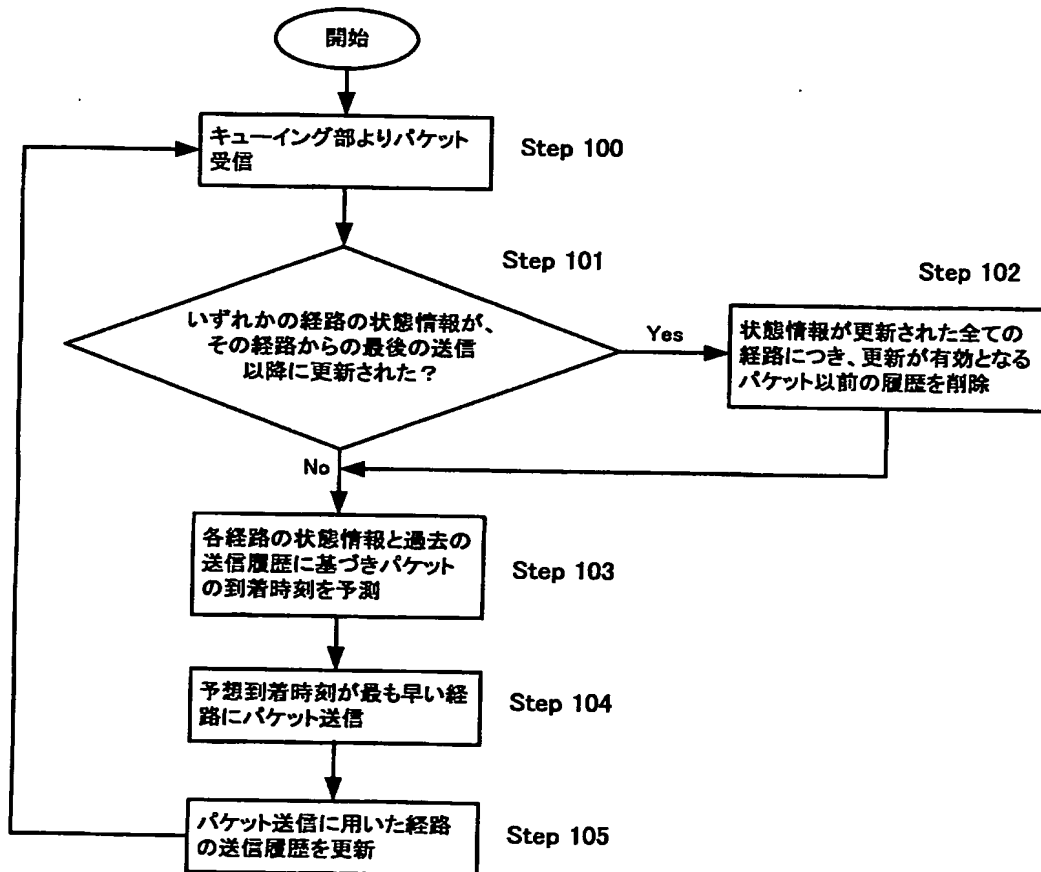 開始
キューイング部よりパケット
受信
Step 100
Step 101
いずれかの経路の状態情報が、
その経路からの最後の送信
以降に更新された？
Yes
Step 102
状態情報が更新された全ての
経路につき、更新が有効となる
パケット以前の履歴を削除
No
各経路の状態情報と過去の
送信履歴に基づきパケット
の到着時刻を予測
Step 103
予想到着時刻が最も早い経
路にパケット送信
Step 104
パケット送信に用いた経路
の送信履歴を更新
Step 105